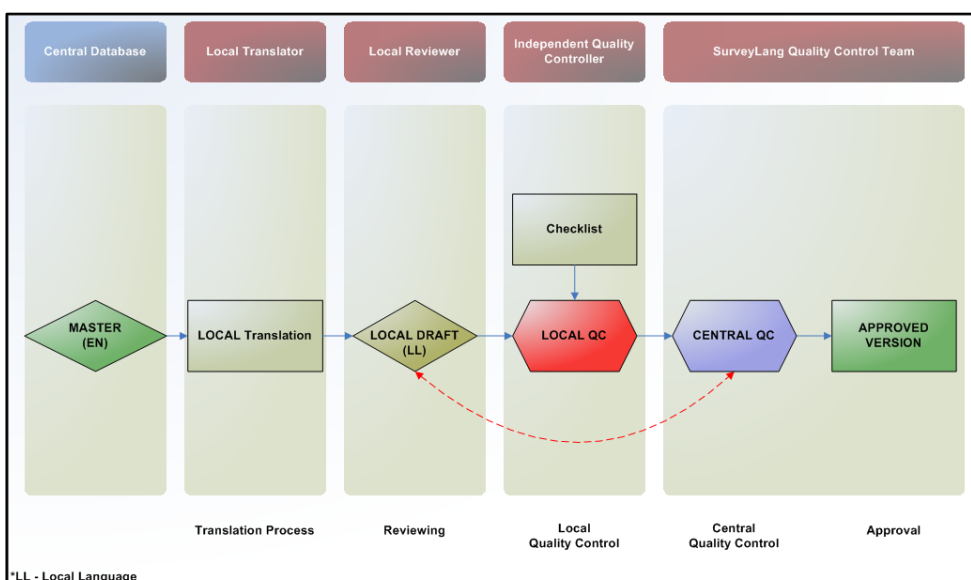 Central Database
Local Translator
Local Reviewer
Independent Quality
Controller
SurveyLang Quality Control Team
Checklist
MASTER
(EN)
LOCAL Translation
LOCAL DRAFT
(LL)
LOCAL QC
CENTRAL QC
APPROVED
VERSION
Translation Process
Reviewing
Local
Quality Control
Central
Quality Control
Approval
*LL - Local Language